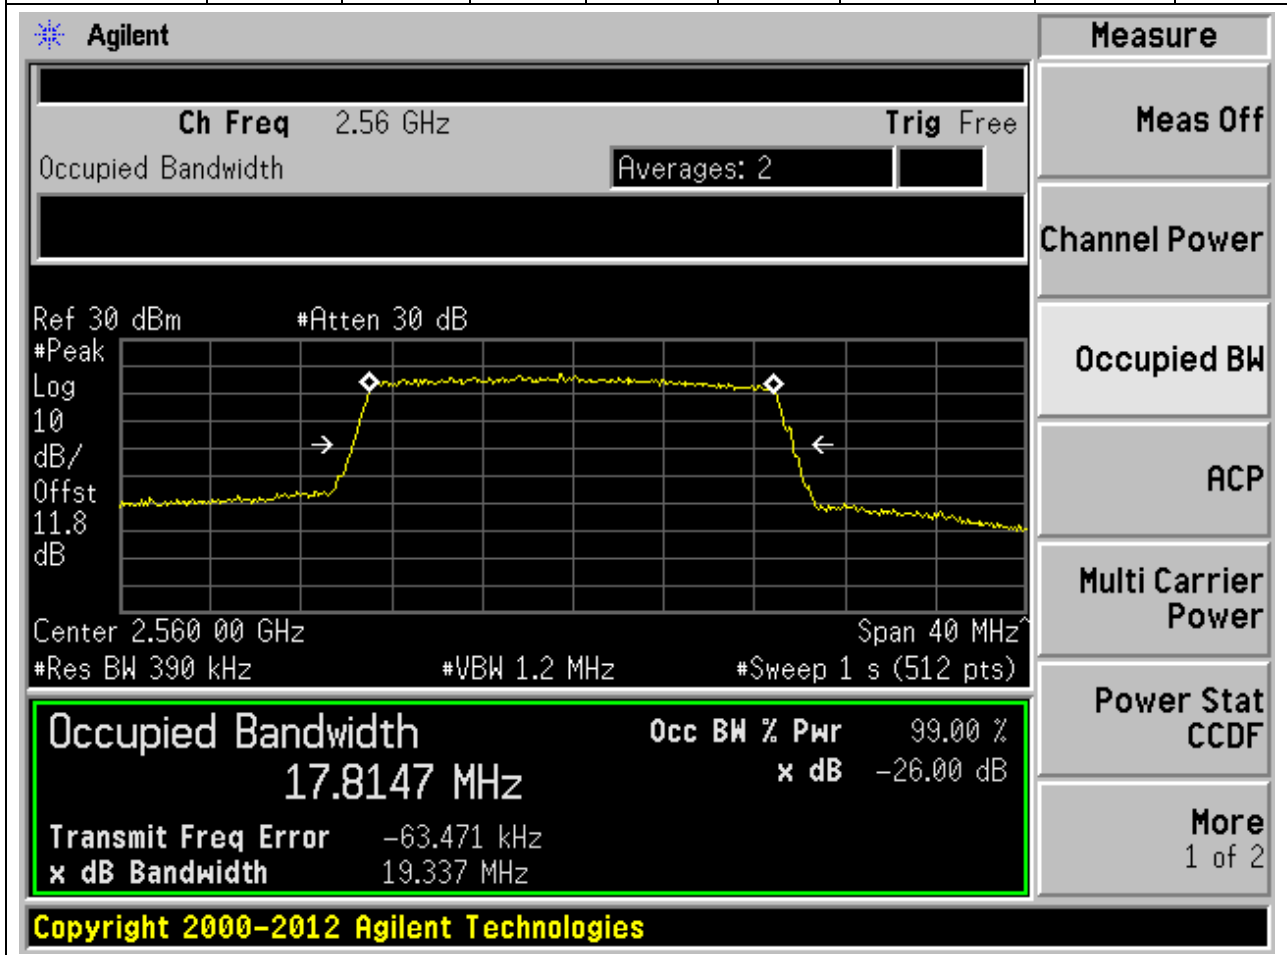 Agilent
Measure
Ch Freq 2.56 GHz Trig Free
Meas Off
Occupied Bandwidth Averages: 2
Channel Power
Ref 30 dBm #Atten 30 dB
#Peak
Log
10
dB/
Offst
11.8
dB
Occupied BW
ACP
Center 2.560 00 GHz Span 40 MHz^
#Res BW 390 kHz #VBW 1.2 MHz #Sweep 1 s (512 pts)
Multi Carrier
Power
Occupied Bandwidth Occ BW % Pwr 99.00 %
17.8147 MHz x dB -26.00 dB
Transmit Freq Error -63.471 kHz
x dB Bandwidth 19.337 MHz
Power Stat
CCDF
More
1 of 2
Copyright 2000-2012 Agilent Technologies